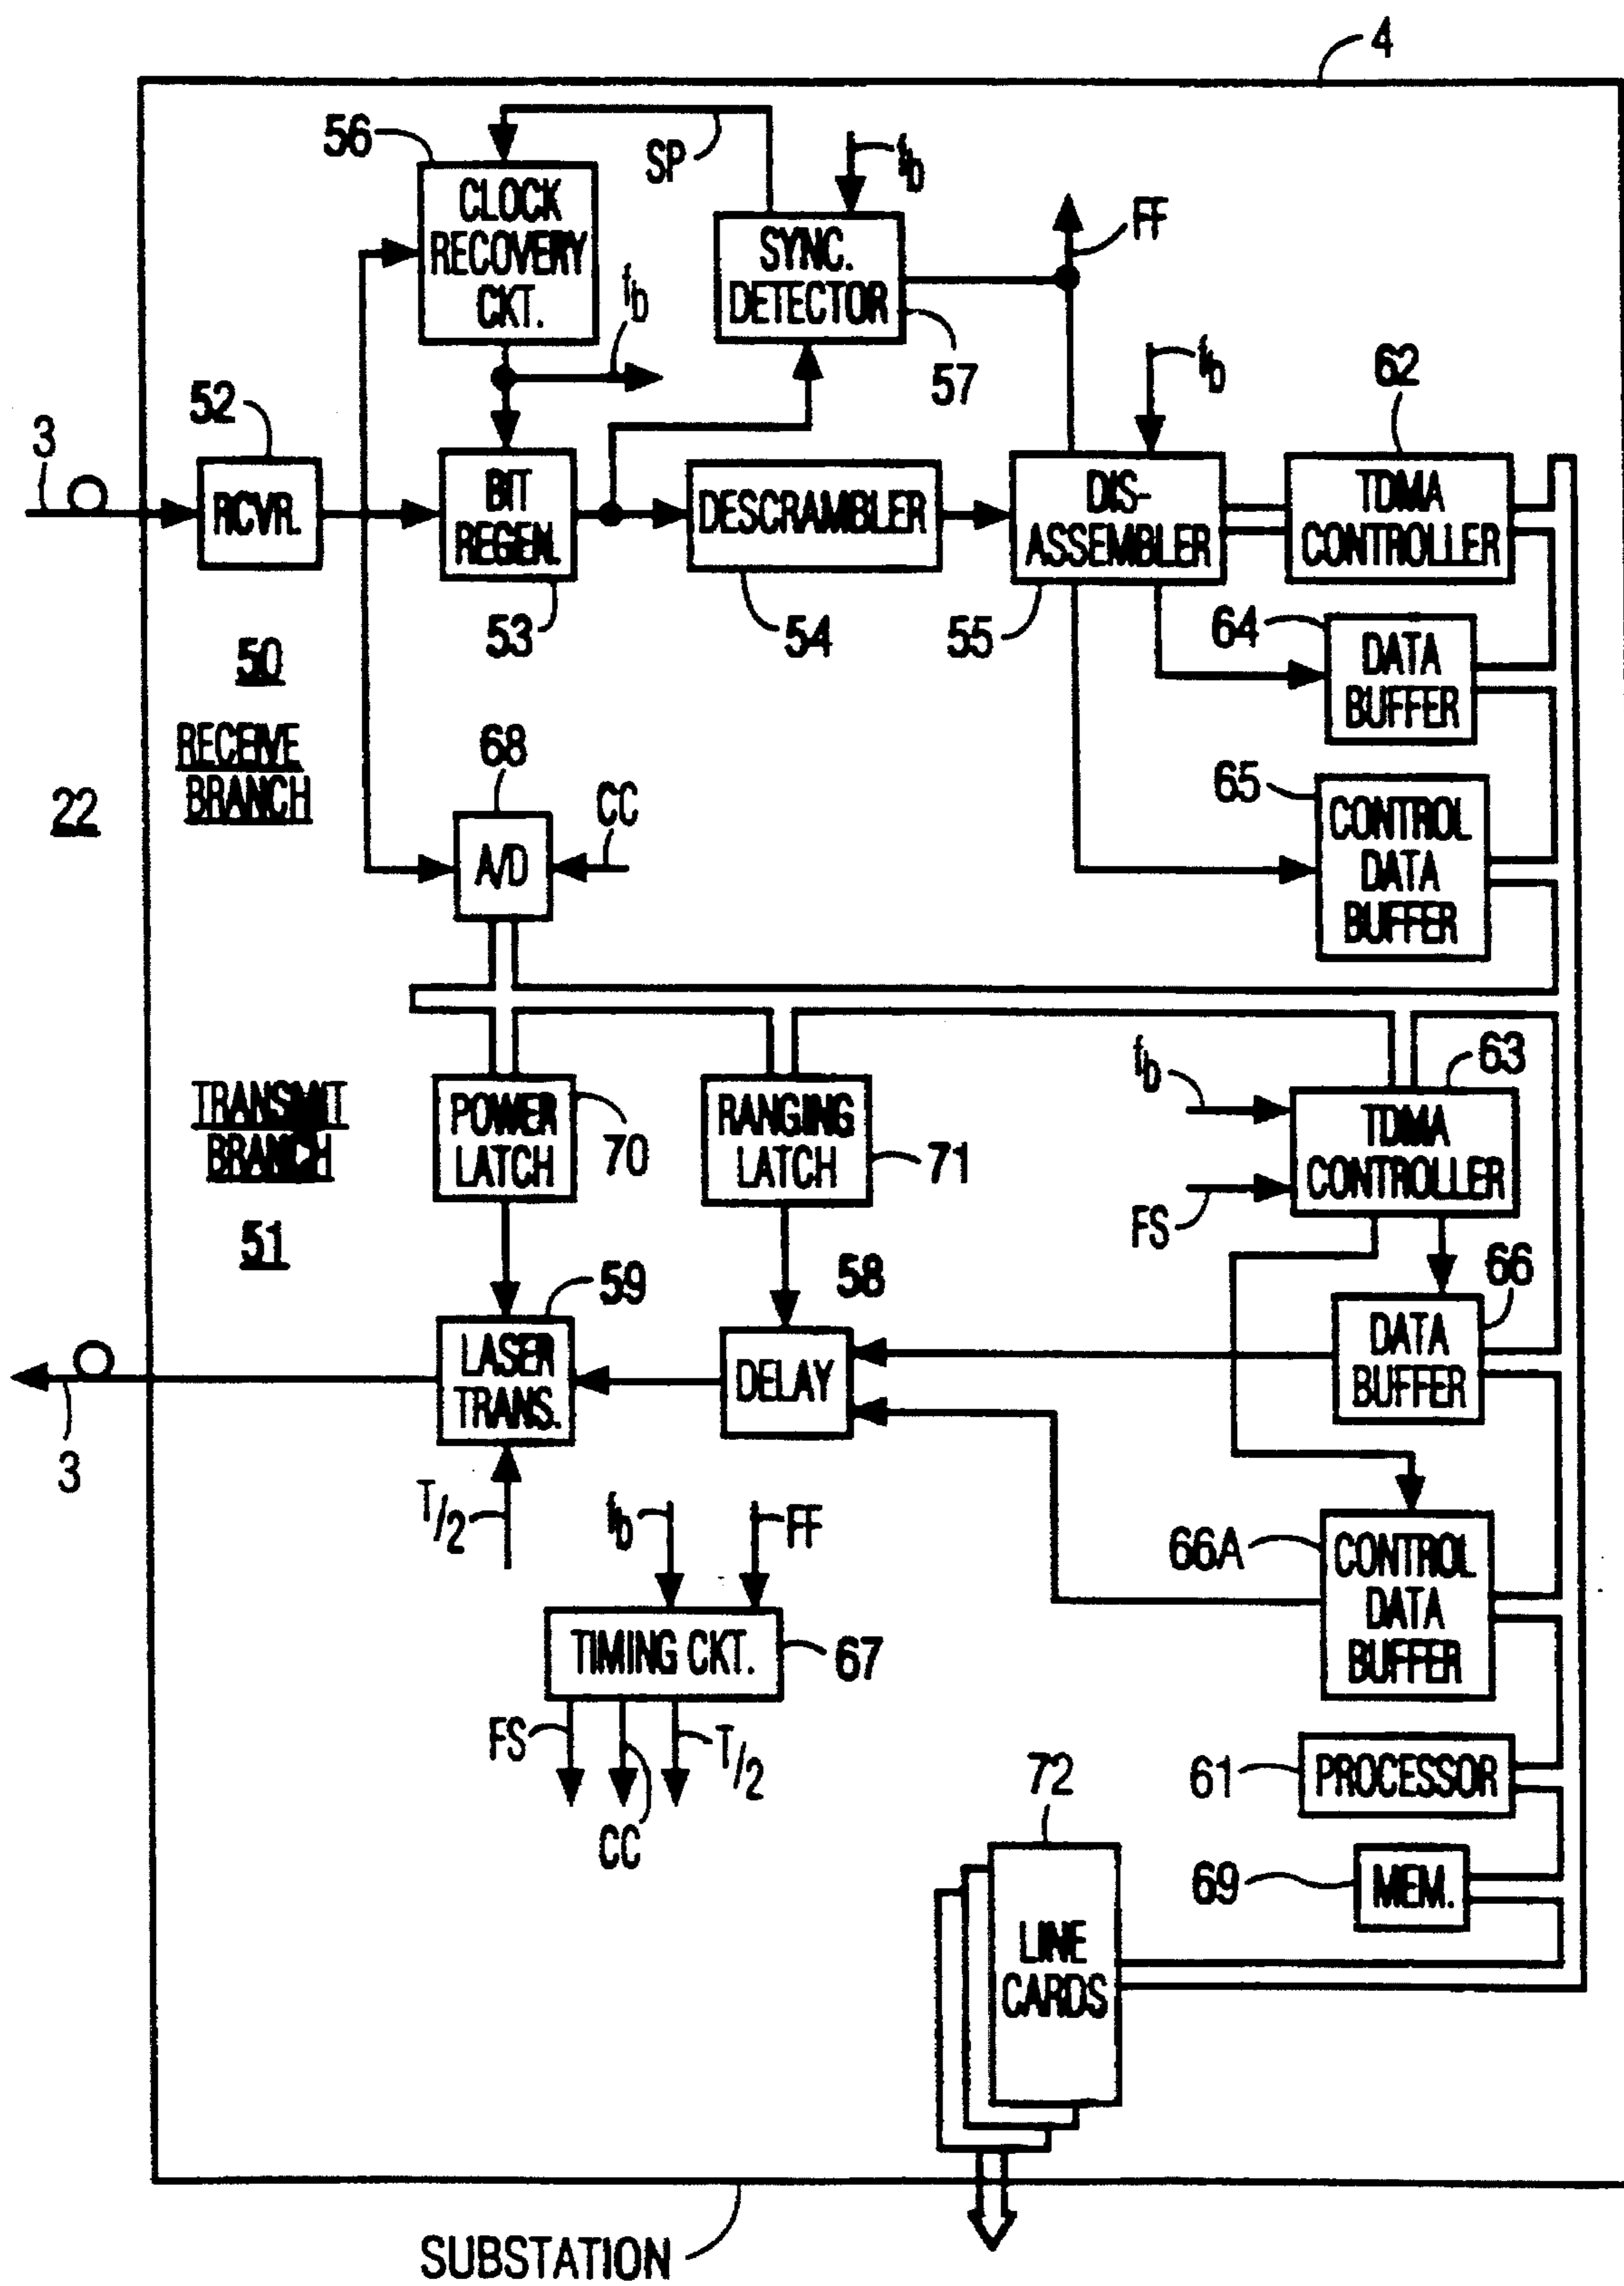 4
56
CLOCK
RECOVERY
CKT.
SP
fb
SYNC.
DETECTOR
57
FF
fb
fb
62
52
3
RCVR.
BIT
REGEN.
53
DESCRAMBLER
54
DIS-
ASSEMBLER
55
TDMA
CONTROLLER
64
DATA
BUFFER
50
RECEIVE
BRANCH
22
68
A/D
CC
65
CONTROL
DATA
BUFFER
TRANSMIT
BRANCH
51
POWER
LATCH
70
RANGING
LATCH
71
fb
FS
63
TDMA
CONTROLLER
59
LASER
TRANS.
58
DELAY
66
DATA
BUFFER
3
T/2
fb
FF
TIMING CKT.
67
FS
CC
T/2
66A
CONTROL
DATA
BUFFER
61
PROCESSOR
69
MEM.
72
LINE
CARDS
SUBSTATION